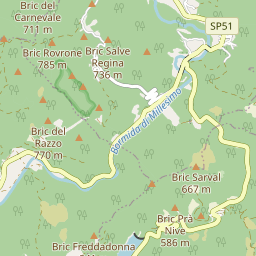 Bric del
Carnevale
711 m
SP51
Bric Rovrone
785 m
Bric Salve
Regina
736 m
Bormida di Millesimo
Bric del
Razzo
770 m
Bric Sarval
667 m
Bric Pra
Nive
586 m
Bric Freddadonna